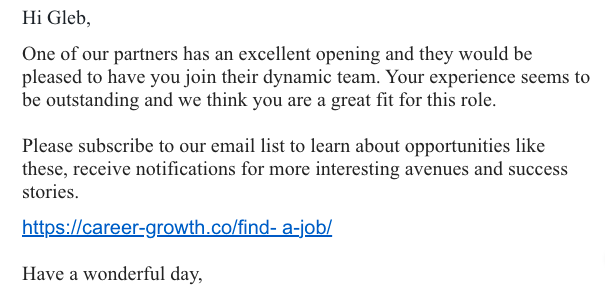 Hi Gleb,
One of our partners has an excellent opening and they would be
pleased to have you join their dynamic team. Your experience seems to
be outstanding and we think you are a great fit for this role.
Please subscribe to our email list to learn about opportunities like
these, receive notifications for more interesting avenues and success
stories.
https://career-growth.co/find- a-job/
Have a wonderful day,